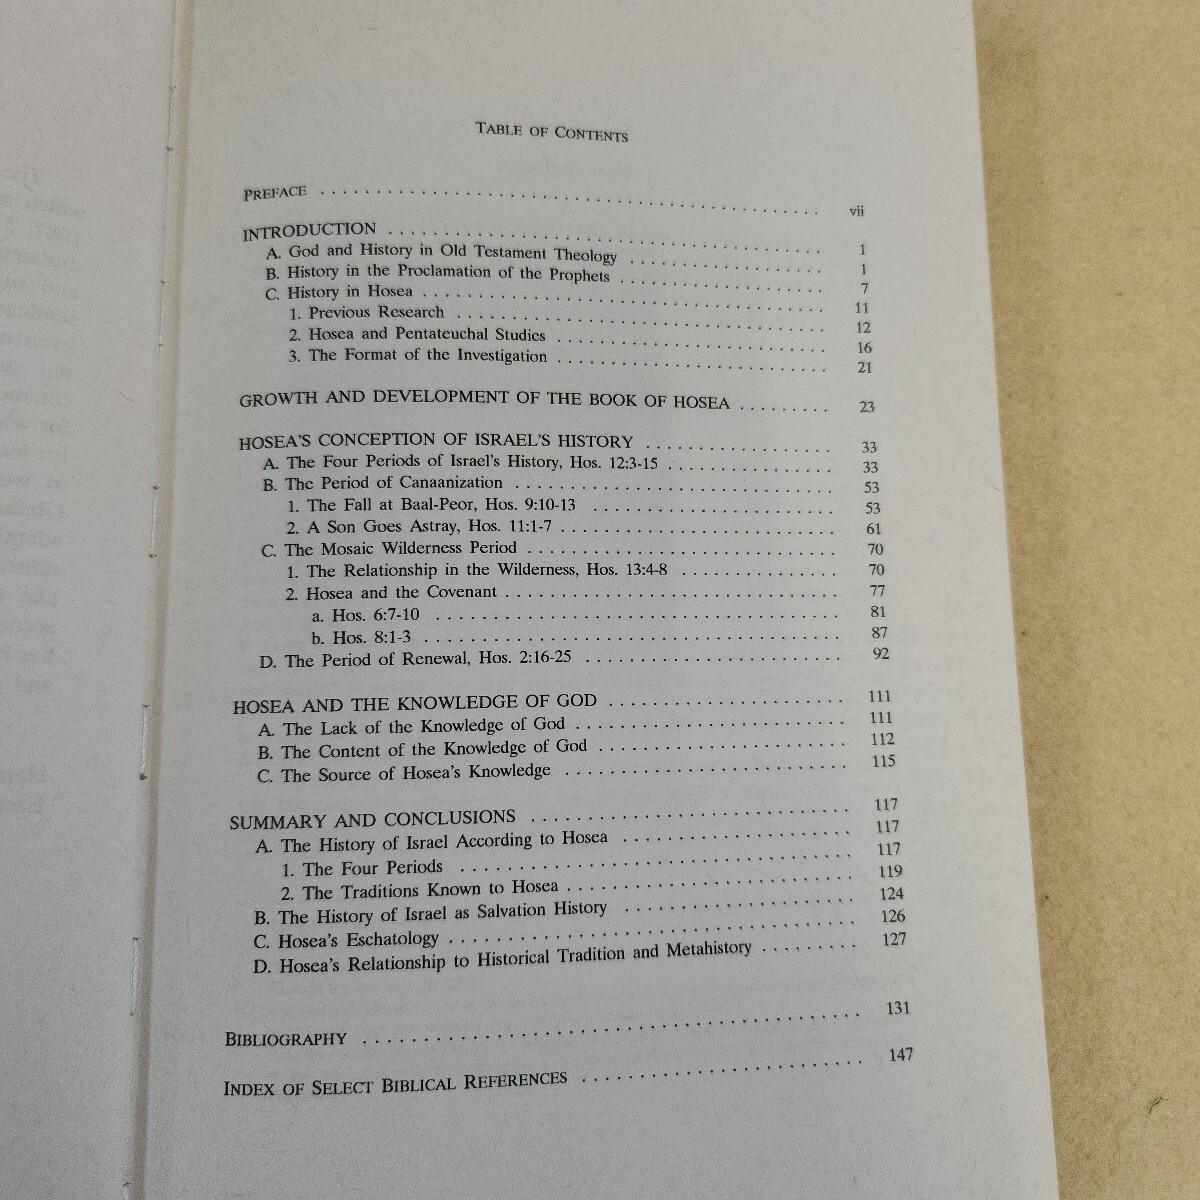 TABLE OF CONTENTS
PREFACE vii
INTRODUCTION 1
A. God and History in Old Testament Theology 1
B. History in the Proclamation of the Prophets 7
C. History in Hosea 11
1. Previous Research 12
2. Hosea and Pentateuchal Studies 16
3. The Format of the Investigation 21
GROWTH AND DEVELOPMENT OF THE BOOK OF HOSEA 23
HOSEA'S CONCEPTION OF ISRAEL'S HISTORY 33
A. The Four Periods of Israel's History, Hos. 12:3-15 33
B. The Period of Canaanization 53
1. The Fall at Baal-Peor, Hos. 9:10-13 53
2. A Son Goes Astray, Hos. 11:1-7 61
C. The Mosaic Wilderness Period 70
1. The Relationship in the Wilderness, Hos. 13:4-8 70
2. Hosea and the Covenant 77
a. Hos. 6:7-10 81
b. Hos. 8:1-3 87
D. The Period of Renewal, Hos. 2:16-25 92
HOSEA AND THE KNOWLEDGE OF GOD 111
A. The Lack of the Knowledge of God 111
B. The Content of the Knowledge of God 112
C. The Source of Hosea's Knowledge 115
SUMMARY AND CONCLUSIONS 117
A. The History of Israel According to Hosea 117
1. The Four Periods 117
2. The Traditions Known to Hosea 119
B. The History of Israel as Salvation History 124
C. Hosea's Eschatology 126
D. Hosea's Relationship to Historical Tradition and Metahistory 127
BIBLIOGRAPHY 131
INDEX OF SELECT BIBLICAL REFERENCES 147